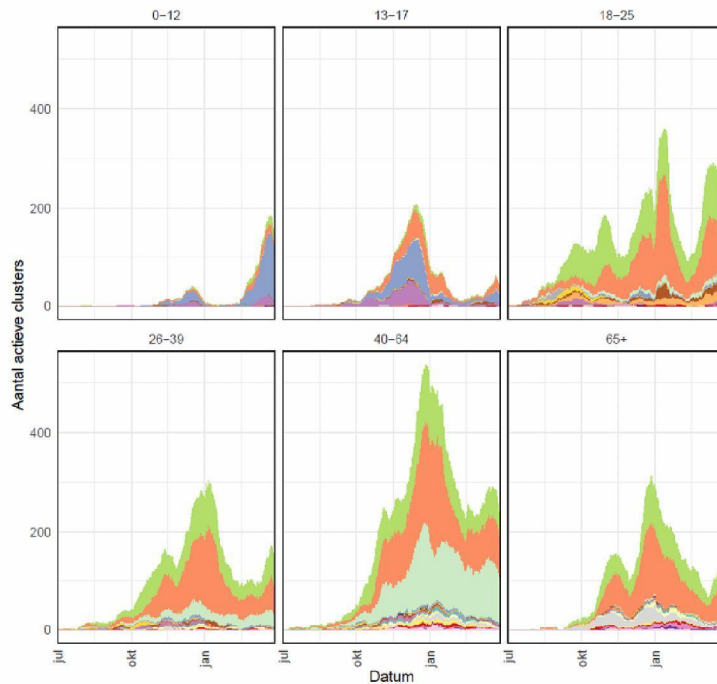 0−12 13−17 18−25
400
200
0
26−39 40−64 65+
400
200
0
jul okt jan jul okt jan jul okt jan
Aantal actieve clusters
Datum